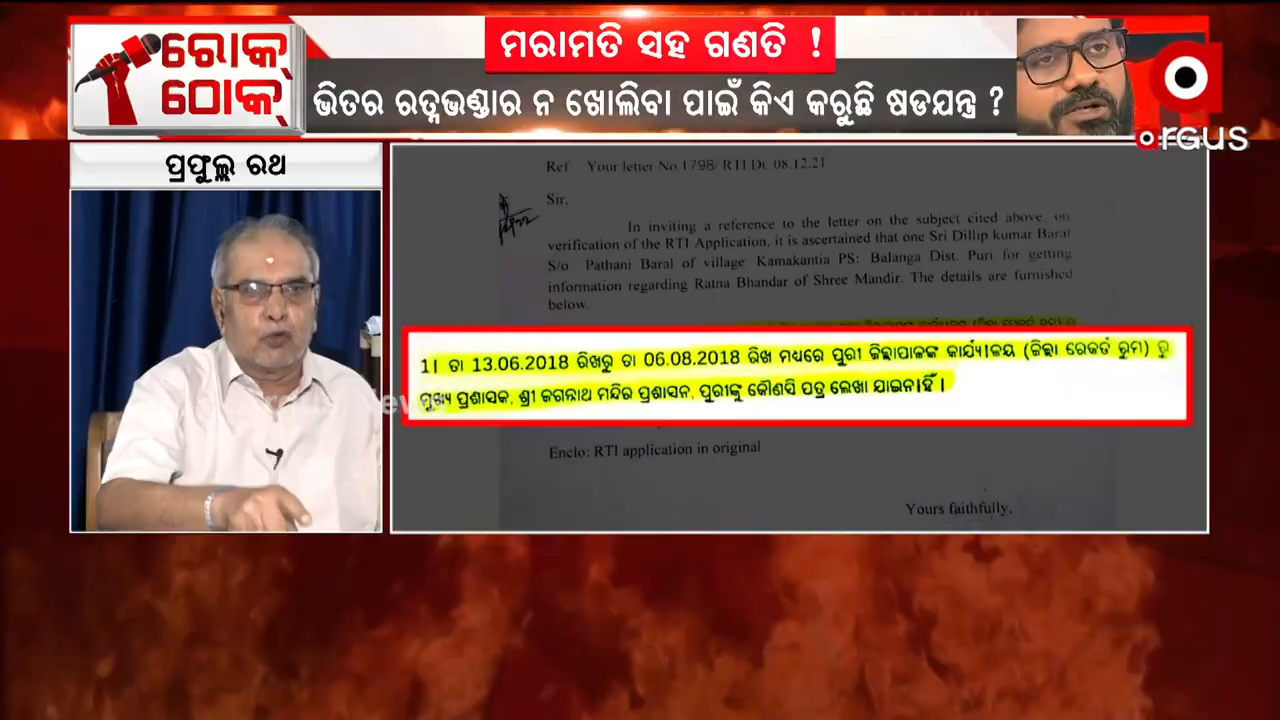 ରୋକ୍
ଠୋକ୍
ମରାମତି ସହ ଗଣତି !
ଭିତର ରତ୍ନଭଣ୍ଡାର ନ ଖୋଲିବା ପାଇଁ କିଏ କରୁଛି ଷଡଯନ୍ତ୍ର ?
argus
ପ୍ରଫୁଲ୍ଲ ରଥ
Ref Your letter No 1798/ RTI Dt. 08.12.21
Sir,
In inviting a reference to the letter on the subject cited above, on
verification of the RTI Application, it is ascertained that one Sri Dillip kumar Baral
S/o Pathani Baral of village Kamakantia PS: Balanga Dist. Puri for getting
information regarding Ratna Bhandar of Shree Mandir. The details are furnished
below.
1। ତା 13.06.2018 ରିଖରୁ ତା 06.08.2018 ରିଖ ମଧ୍ୟରେ ପୁରୀ ଜିଲ୍ଲାପାଳଙ୍କ କାର୍ଯ୍ୟାଳୟ (ଜିଲ୍ଲା ରେକର୍ଡ ରୁମ) ରୁ
ମୁଖ୍ୟ ପ୍ରଶାସକ, ଶ୍ରୀ ଜଗନ୍ନାଥ ମନ୍ଦିର ପ୍ରଶାସନ, ପୁରୀଙ୍କୁ କୌଣସି ପତ୍ର ଲେଖା ଯାଇନାହିଁ ।
Enclo: RTI application in original
Yours faithfully,